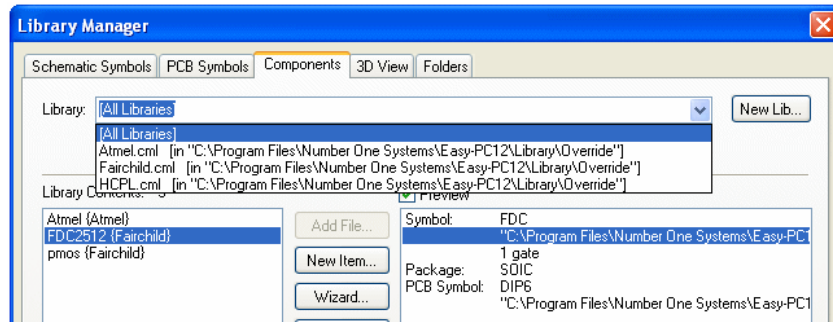 Library Manager
Schematic Symbols PCB Symbols Components 3D View Folders
Library: [All Libraries] New Lib...
[All Libraries]
Atmel.cml [in "C:\Program Files\Number One Systems\Easy-PC12\Library\Override"]
Fairchild.cml [in "C:\Program Files\Number One Systems\Easy-PC12\Library\Override"]
HCPL.cml [in "C:\Program Files\Number One Systems\Easy-PC12\Library\Override"]
Library Contents: Preview
Atmel {Atmel} Add File... Symbol: FDC
FDC2512 {Fairchild} "C:\Program Files\Number One Systems\Easy-PC1
pmos {Fairchild} New Item... 1 gate
Package: SOIC
Wizard... PCB Symbol: DIP6
"C:\Program Files\Number One Systems\Easy-PC1